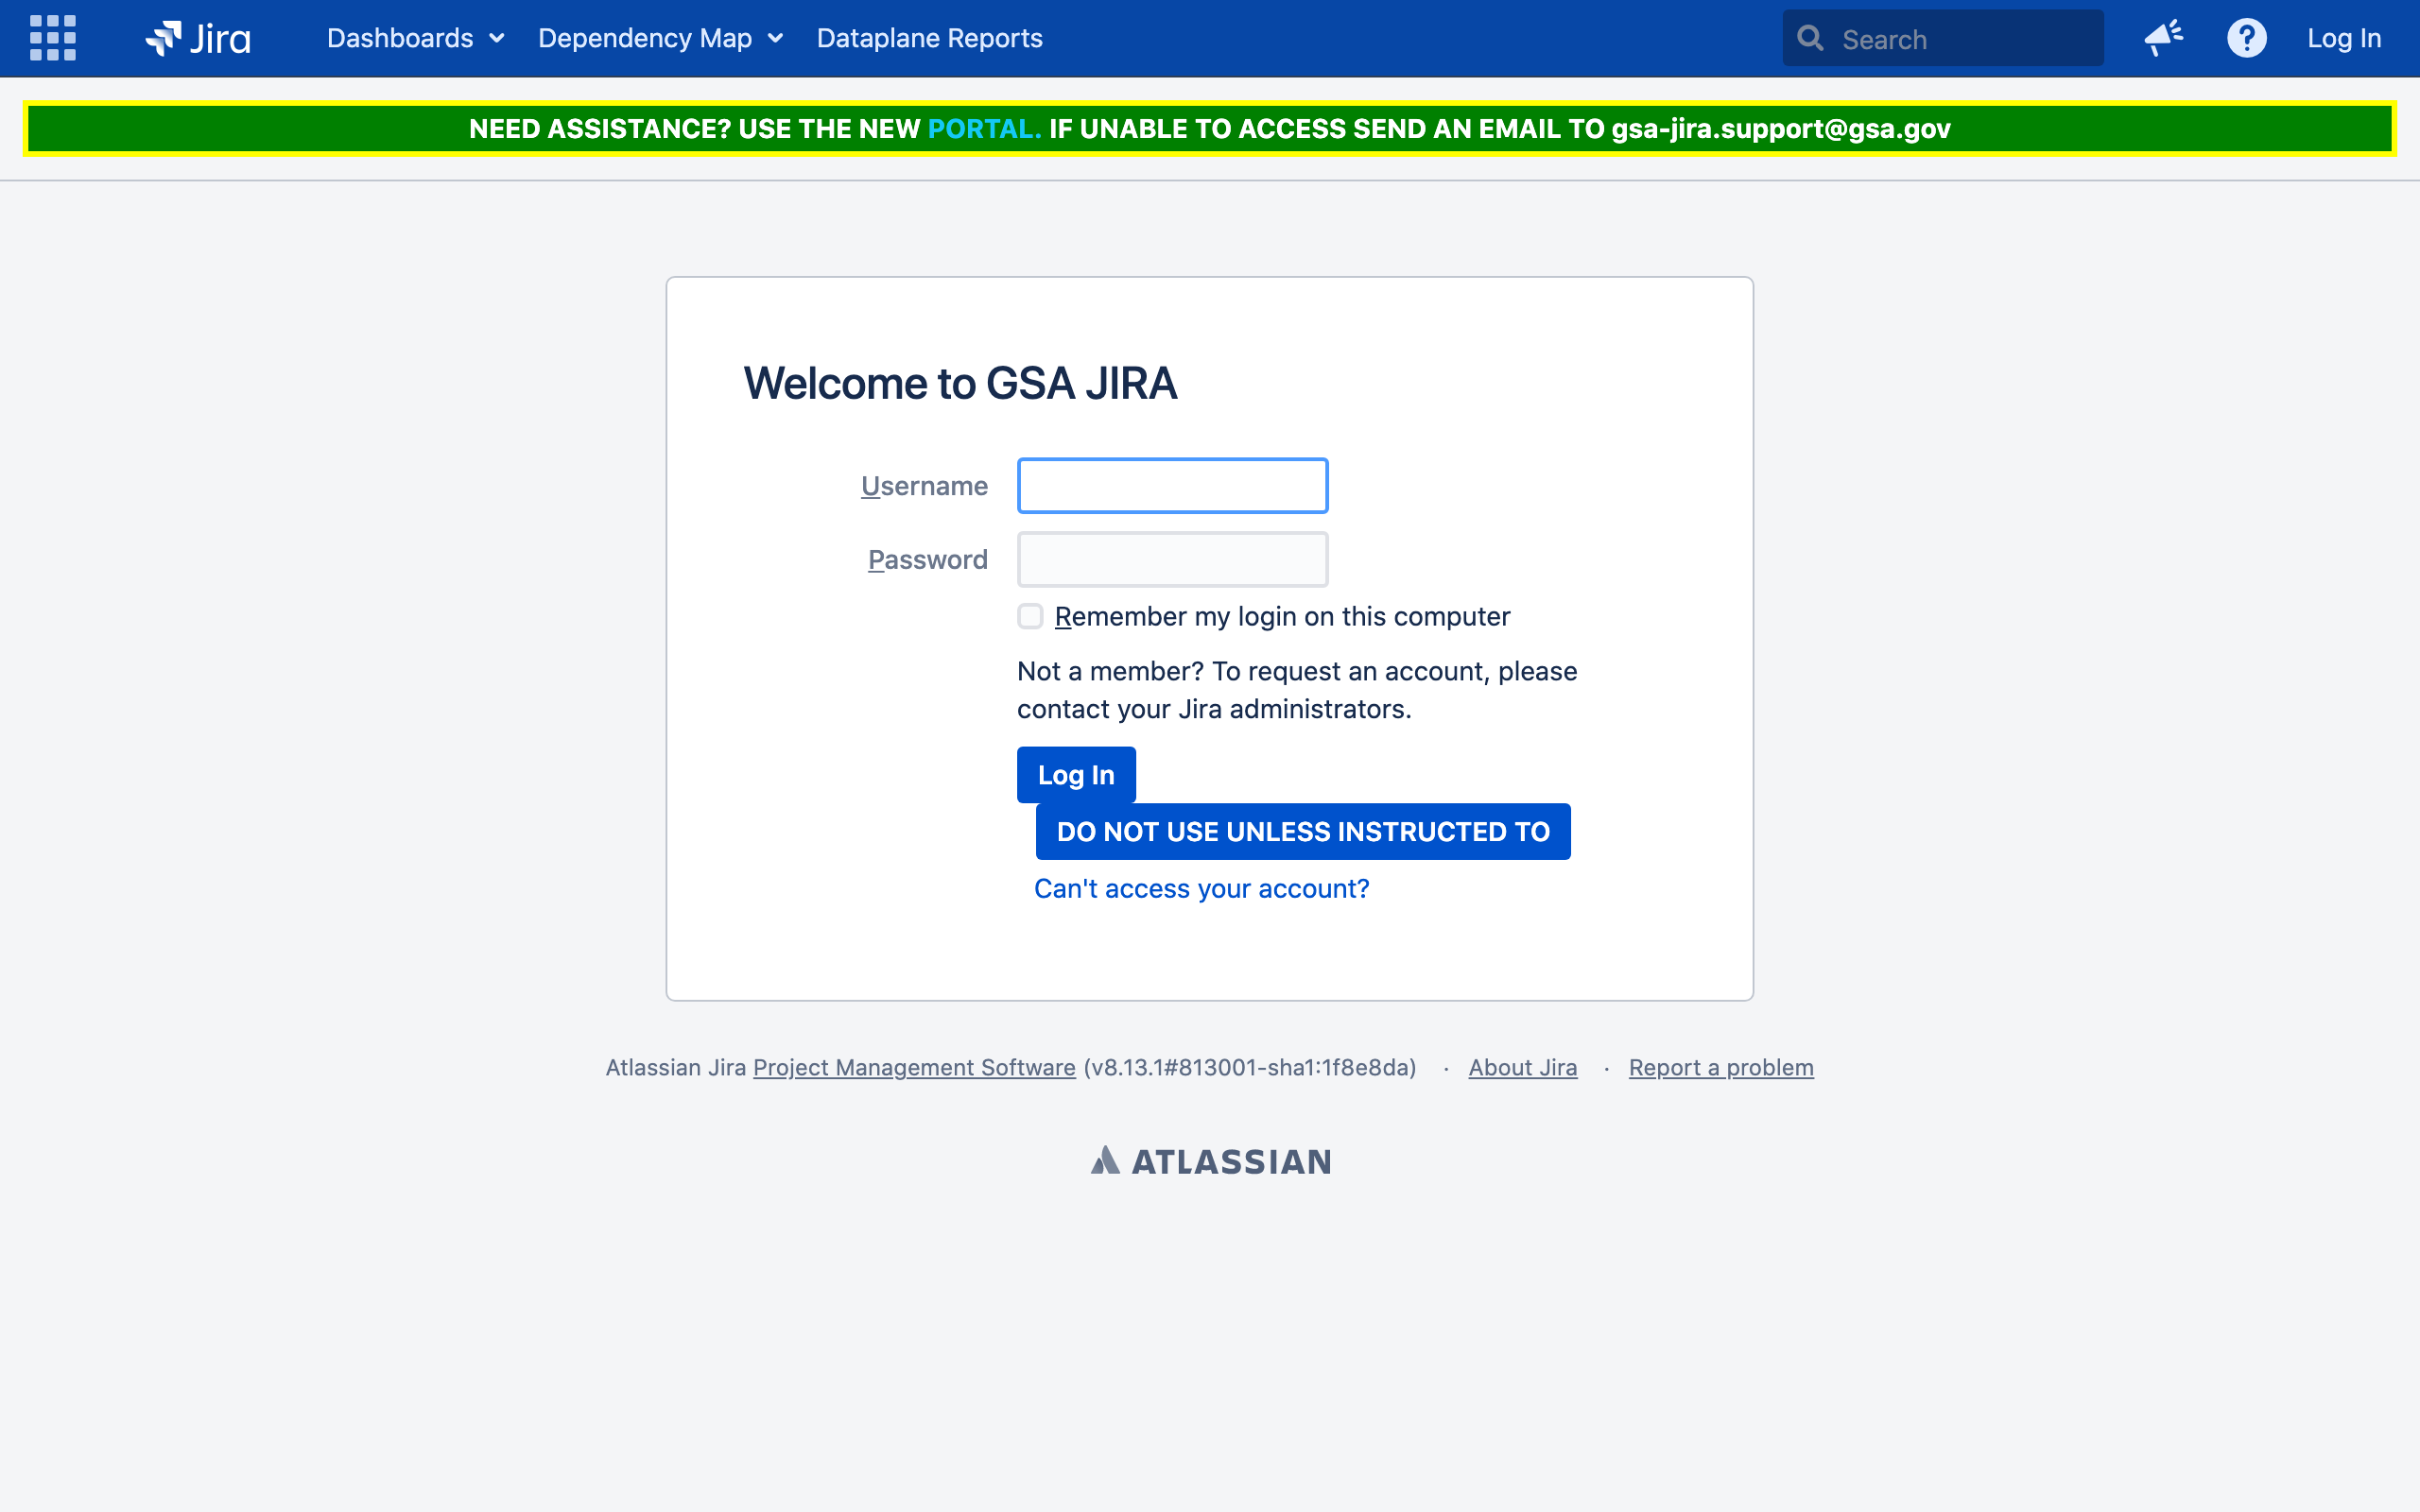 Jira Dashboards Dependency Map Dataplane Reports Search ? Log In
NEED ASSISTANCE? USE THE NEW PORTAL. IF UNABLE TO ACCESS SEND AN EMAIL TO gsa-jira.support@gsa.gov
Welcome to GSA JIRA
Username
Password
Remember my login on this computer
Not a member? To request an account, please
contact your Jira administrators.
Log In
DO NOT USE UNLESS INSTRUCTED TO
Can't access your account?
Atlassian Jira Project Management Software (v8.13.1#813001-sha1:1f8e8da) · About Jira · Report a problem
ATLASSIAN